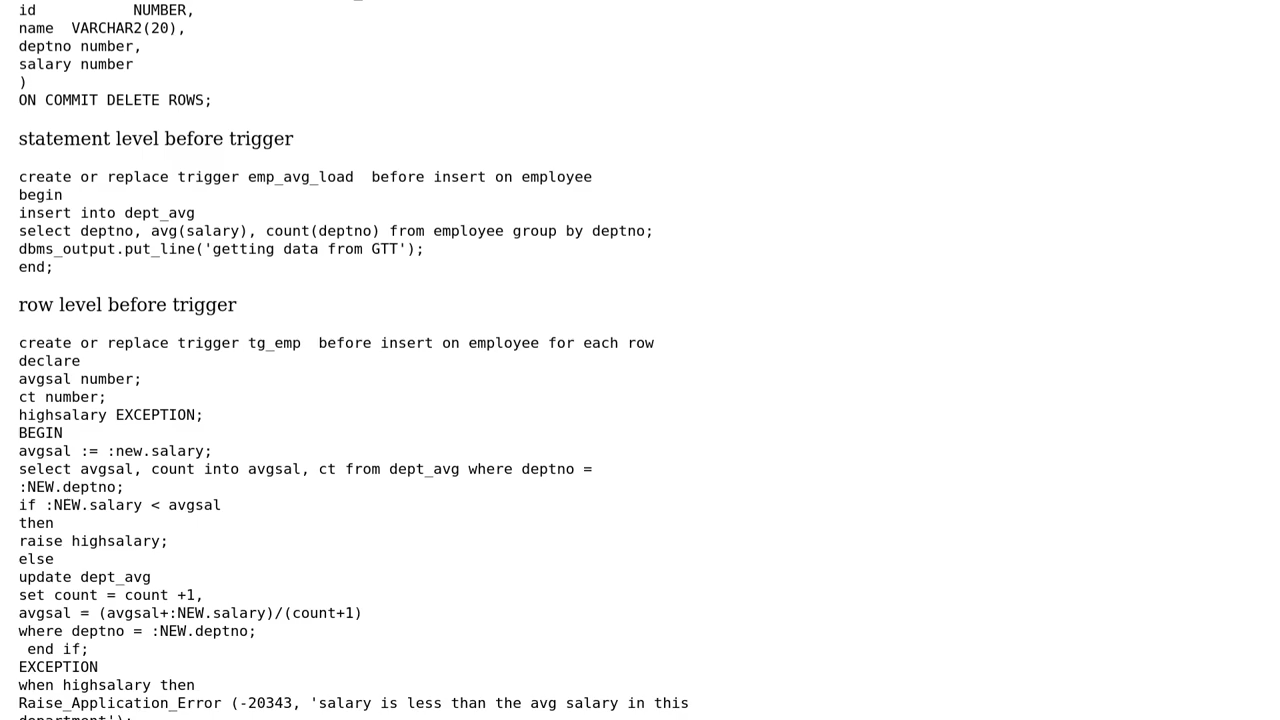 id           NUMBER,
name  VARCHAR2(20),
deptno number,
salary number
)
ON COMMIT DELETE ROWS;
statement level before trigger
create or replace trigger emp_avg_load  before insert on employee
begin
insert into dept_avg
select deptno, avg(salary), count(deptno) from employee group by deptno;
dbms_output.put_line('getting data from GTT');
end;
row level before trigger
create or replace trigger tg_emp  before insert on employee for each row
declare
avgsal number;
ct number;
highsalary EXCEPTION;
BEGIN
avgsal := :new.salary;
select avgsal, count into avgsal, ct from dept_avg where deptno =
:NEW.deptno;
if :NEW.salary < avgsal
then
raise highsalary;
else
update dept_avg
set count = count +1,
avgsal = (avgsal+:NEW.salary)/(count+1)
where deptno = :NEW.deptno;
 end if;
EXCEPTION
when highsalary then
Raise_Application_Error (-20343, 'salary is less than the avg salary in this
department');